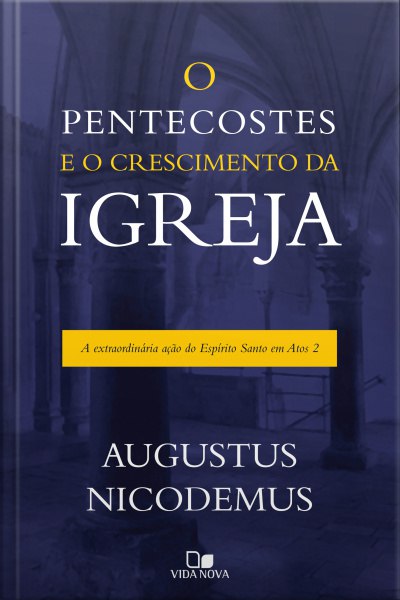 O
PENTECOSTES
E O CRESCIMENTO DA
IGREJA
A extraordinária ação do Espírito Santo em Atos 2
AUGUSTUS
NICODEMUS
VIDA NOVA